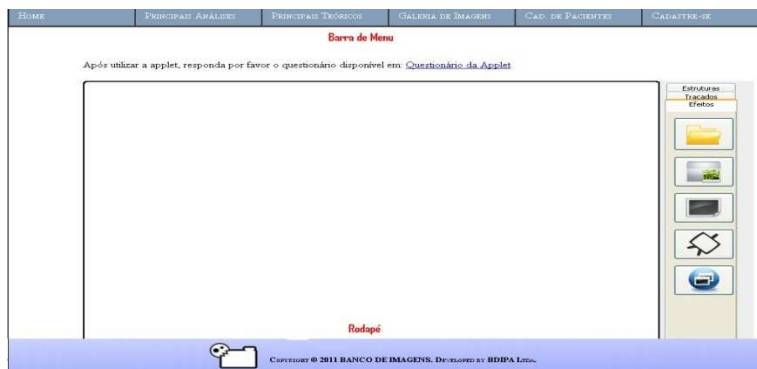 HOME PRINCIPAIS ANÁLISES PRINCIPAIS TEÓRICOS GALERIA DE IMAGENS CAD. DE PACIENTES CADASTRE-SE
Barra de Menu
Após utilizar a applet, responda por favor o questionário disponível em: Questionário da Applet
Estruturas
Tracados
Efeitos
Rodapé
COPYRIGHT © 2011 BANCO DE IMAGENS. DEVELOPED BY BDIPA LTDA.